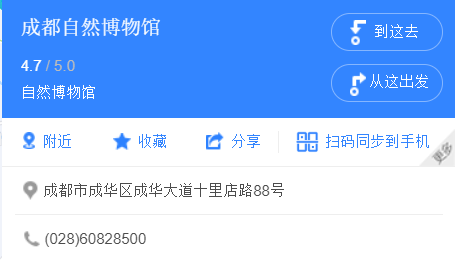 成都自然博物馆
到这去
4.7 / 5.0
从这出发
自然博物馆
附近 收藏 分享 扫码同步到手机
更多
成都市成华区成华大道十里店路88号
(028)60828500